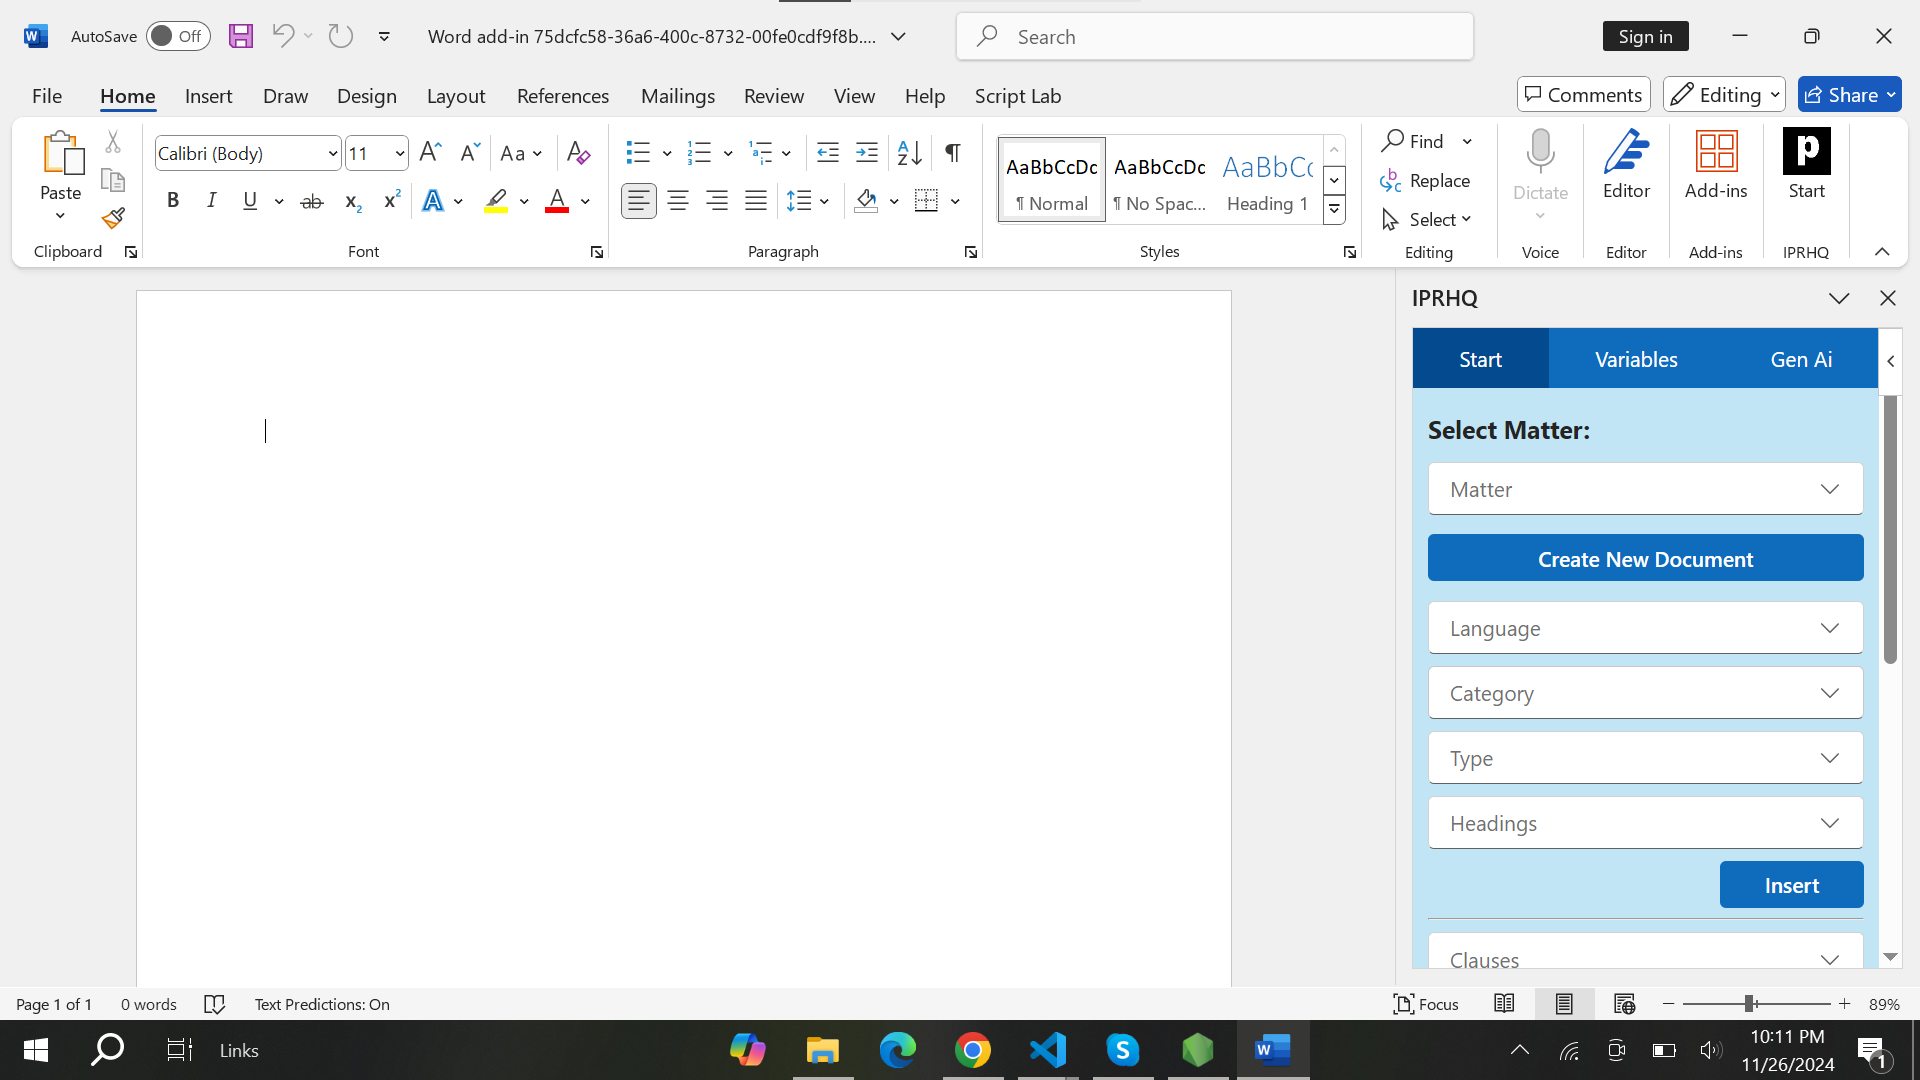 AutoSave Off Word add-in 75dcfc58-36a6-400c-8732-00fe0cdf9f8b.... Search Sign in
File Home Insert Draw Design Layout References Mailings Review View Help Script Lab Comments Editing Share
Paste
Calibri (Body) 11 Aa
AaBbCcDc AaBbCcDc AaBbCc
¶ Normal ¶ No Spac... Heading 1
Find
Replace
Select
Dictate
Editor
Add-ins
Start
Clipboard Font Paragraph Styles Editing Voice Editor Add-ins IPRHQ
IPRHQ
Start Variables Gen Ai
Select Matter:
Matter
Create New Document
Language
Category
Type
Headings
Insert
Clauses
Page 1 of 1 0 words Text Predictions: On Focus 89%
Links
10:11 PM
11/26/2024
1